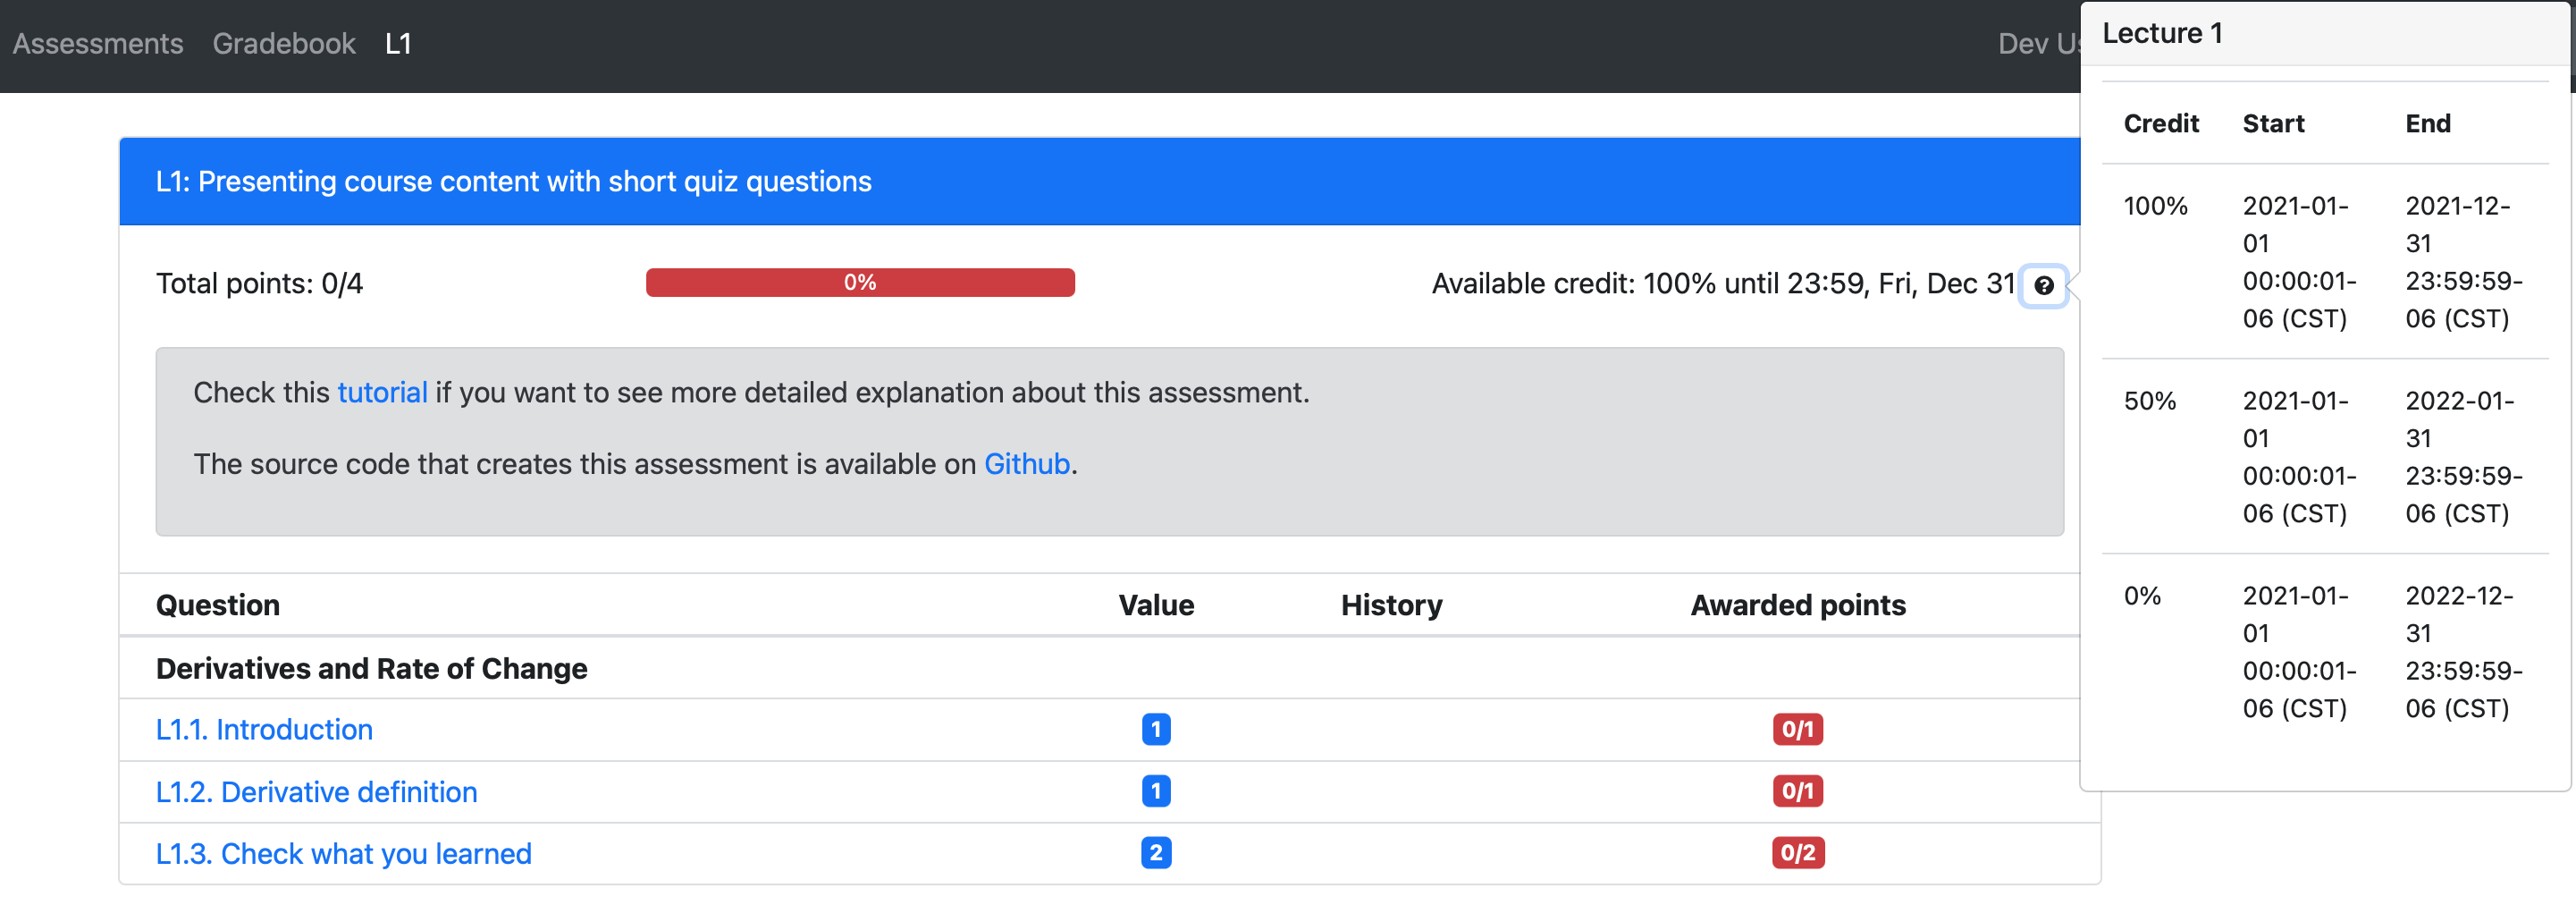 Assessments Gradebook L1 Dev
L1: Presenting course content with short quiz questions
Total points: 0/4 0% Available credit: 100% until 23:59, Fri, Dec 31
Check this tutorial if you want to see more detailed explanation about this assessment.
The source code that creates this assessment is available on Github.
Question Value History Awarded points
Derivatives and Rate of Change
L1.1. Introduction 1 0/1
L1.2. Derivative definition 1 0/1
L1.3. Check what you learned 2 0/2
Lecture 1
Credit Start End
100% 2021-01- 2021-12-
01 31
00:00:01- 23:59:59-
06 (CST) 06 (CST)
50% 2021-01- 2022-01-
01 31
00:00:01- 23:59:59-
06 (CST) 06 (CST)
0% 2021-01- 2022-12-
01 31
00:00:01- 23:59:59-
06 (CST) 06 (CST)